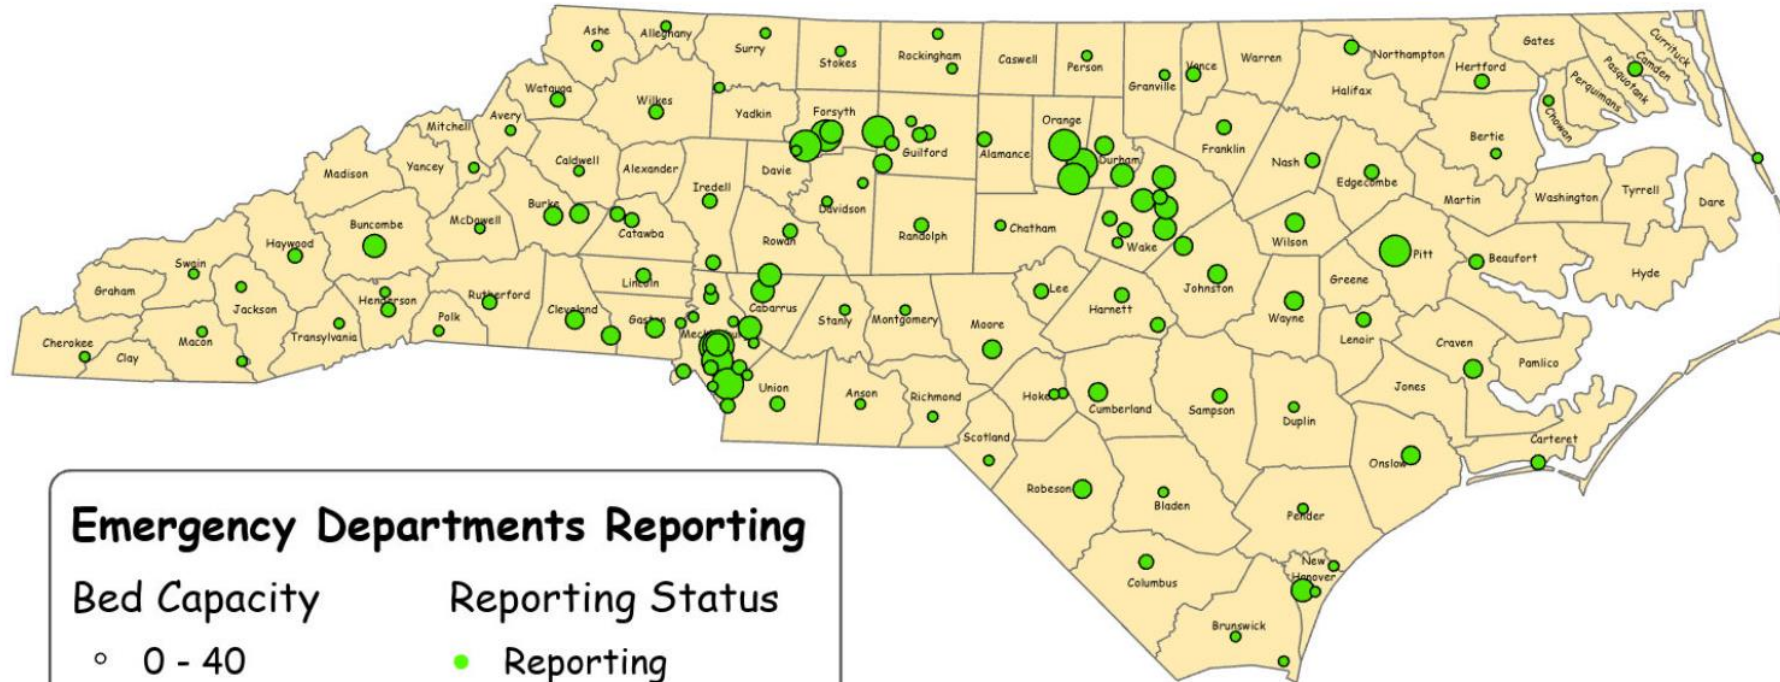 Ashe
Alleghany
Surry
Stokes
Rockingham
Caswell
Person
Granville
Vance
Warren
Northampton
Halifax
Hertford
Gates
Currituck
Camden
Pasquotank
Perquimans
Chowan
Bertie
Watauga
Wilkes
Yadkin
Forsyth
Guilford
Alamance
Orange
Durham
Franklin
Nash
Edgecombe
Martin
Washington
Tyrrell
Dare
Avery
Mitchell
Yancey
Madison
Caldwell
Alexander
Iredell
Davie
Davidson
Randolph
Chatham
Wake
Wilson
Pitt
Beaufort
Hyde
Buncombe
McDowell
Burke
Catawba
Rowan
Haywood
Swain
Graham
Jackson
Henderson
Rutherford
Lincoln
Cleveland
Gaston
Cabarrus
Stanly
Montgomery
Moore
Lee
Harnett
Johnston
Wayne
Greene
Lenoir
Craven
Pamlico
Cherokee
Clay
Macon
Transylvania
Polk
Union
Anson
Richmond
Hoke
Scotland
Cumberland
Sampson
Duplin
Jones
Carteret
Onslow
Robeson
Bladen
Pender
New
Hanover
Columbus
Brunswick
Emergency Departments Reporting
Bed Capacity
Reporting Status
0 - 40
Reporting